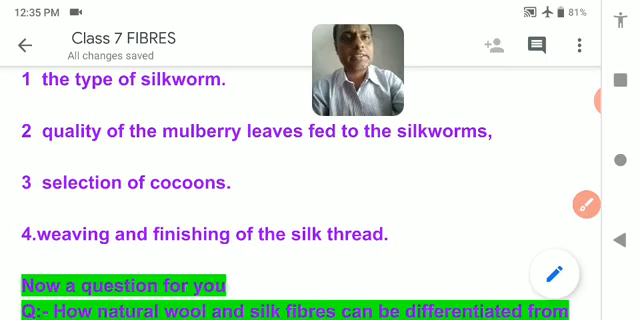 12:35 PM
81%
Class 7 FIBRES
All changes saved
1 the type of silkworm.
2 quality of the mulberry leaves fed to the silkworms,
3 selection of cocoons.
4.weaving and finishing of the silk thread.
Now a question for you
Q:- How natural wool and silk fibres can be differentiated from